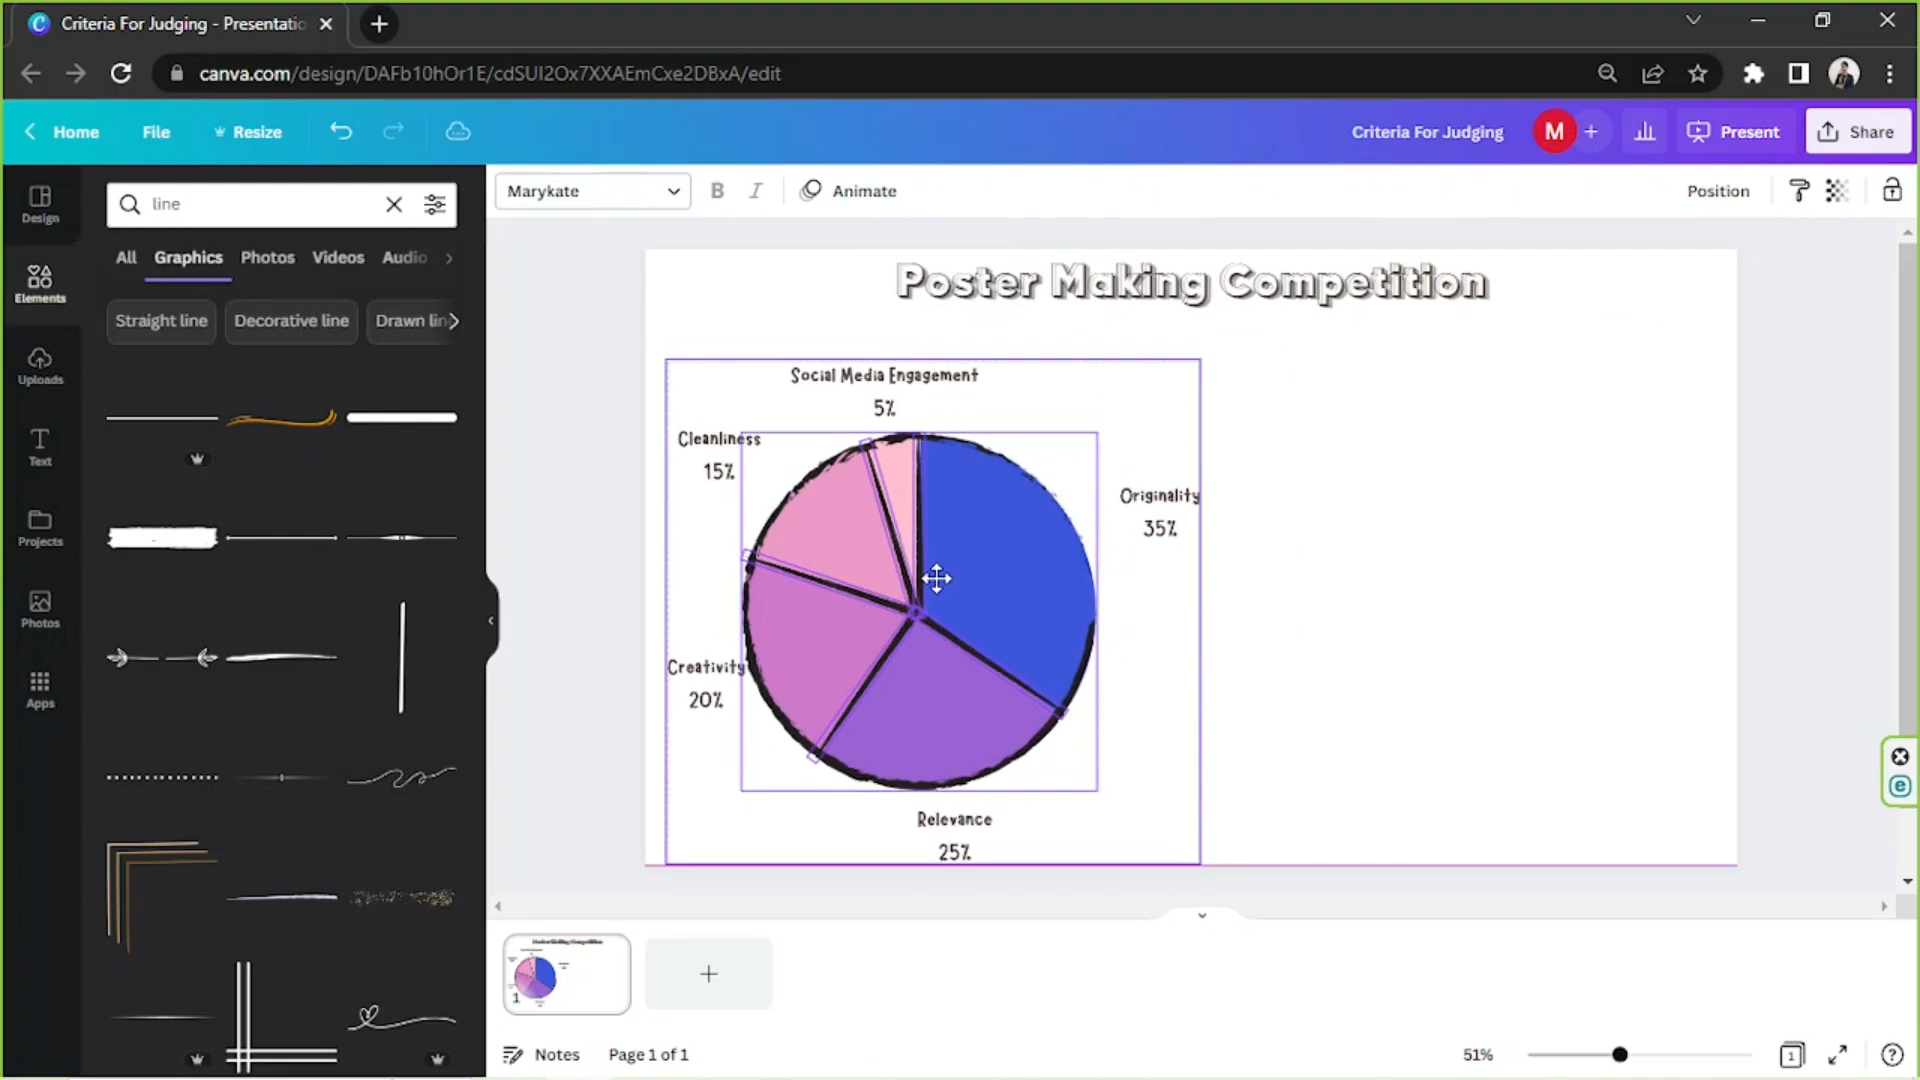 Criteria For Judging - Presentatio
canva.com/design/DAFb10hOr1E/cdSUI2Ox7XXAEmCxe2DBxA/edit
Home
File
Resize
Criteria For Judging
M
Present
Share
Design
Elements
Uploads
Text
Projects
Photos
Apps
line
All
Graphics
Photos
Videos
Audio
Straight line
Decorative line
Drawn lin
Marykate
B
I
Animate
Position
Poster Making Competition
Social Media Engagement
5%
Cleanliness
15%
Originality
35%
Creativity
20%
Relevance
25%
1
Notes
Page 1 of 1
51%
1